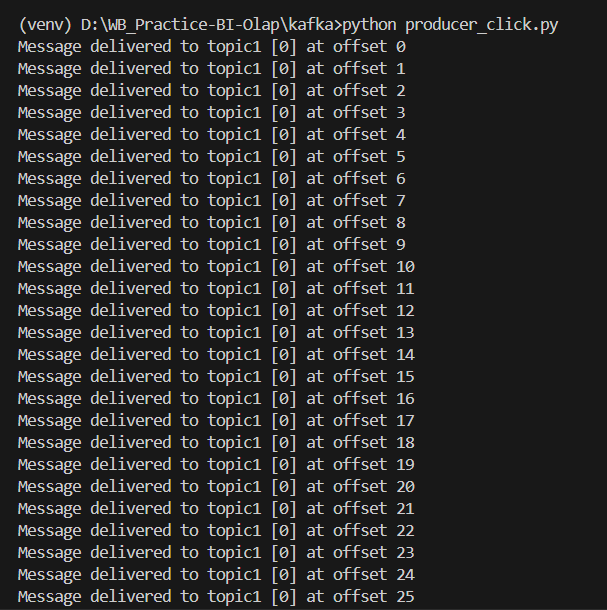 (venv) D:\WB_Practice-BI-Olap\kafka>python producer_click.py
Message delivered to topic1 [0] at offset 0
Message delivered to topic1 [0] at offset 1
Message delivered to topic1 [0] at offset 2
Message delivered to topic1 [0] at offset 3
Message delivered to topic1 [0] at offset 4
Message delivered to topic1 [0] at offset 5
Message delivered to topic1 [0] at offset 6
Message delivered to topic1 [0] at offset 7
Message delivered to topic1 [0] at offset 8
Message delivered to topic1 [0] at offset 9
Message delivered to topic1 [0] at offset 10
Message delivered to topic1 [0] at offset 11
Message delivered to topic1 [0] at offset 12
Message delivered to topic1 [0] at offset 13
Message delivered to topic1 [0] at offset 14
Message delivered to topic1 [0] at offset 15
Message delivered to topic1 [0] at offset 16
Message delivered to topic1 [0] at offset 17
Message delivered to topic1 [0] at offset 18
Message delivered to topic1 [0] at offset 19
Message delivered to topic1 [0] at offset 20
Message delivered to topic1 [0] at offset 21
Message delivered to topic1 [0] at offset 22
Message delivered to topic1 [0] at offset 23
Message delivered to topic1 [0] at offset 24
Message delivered to topic1 [0] at offset 25